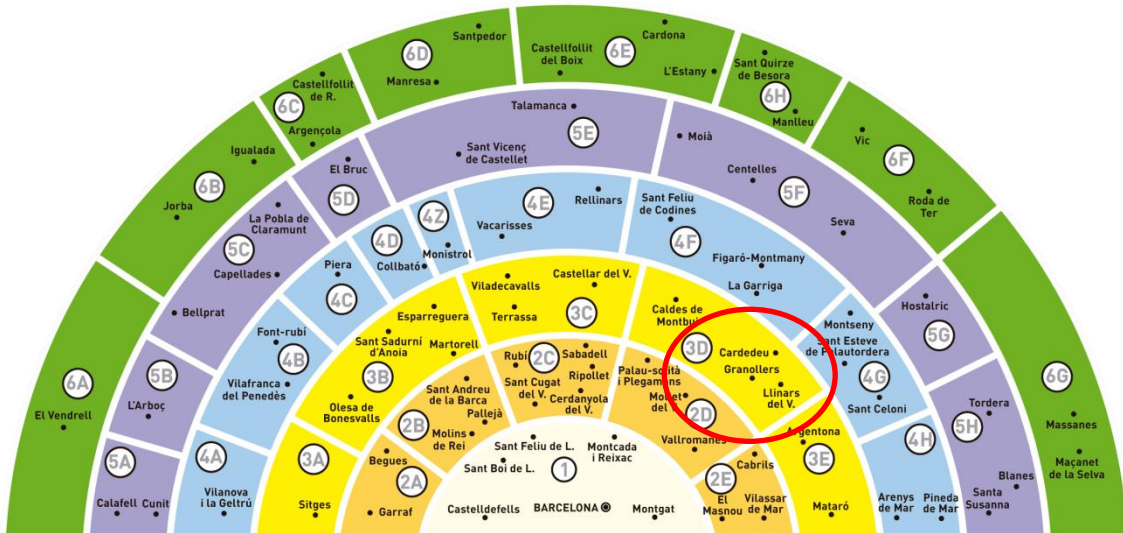 6D
Santpedor
Manresa
Castellfollit
del Boix
6E
Cardona
L'Estany
Sant Quirze
de Besora
6H
Manlleu
Castellfollit
de R.
6C
Argençola
Vic
6F
Roda de
Ter
Igualada
6B
Jorba
El Bruc
5D
Talamanca
5E
Sant Vicenç
de Castellet
Moià
Centelles
5F
Seva
La Pobla de
Claramunt
5C
Capellades
Bellprat
4D
Collbató
4Z
Monistrol
4E
Vacarisses
Rellinars
Sant Feliu
de Codines
4F
Figaró-Montmany
La Garriga
Piera
4C
Hostalric
5G
Font-rubí
4B
Vilafranca
del Penedès
Esparreguera
Sant Sadurní
d'Anoia
Martorell
3B
Olesa de
Bonesvalls
Viladecavalls
Castellar del V.
Terrassa
3C
Caldes de
Montbui
3D
Cardedeu
Granollers
Llinars
del V.
Montseny
Sant Esteve
de Palautordera
4G
Sant Celoni
6A
El Vendrell
5B
L'Arboç
Sant Andreu
de la Barca
2B
Pallejà
Molins
de Rei
Rubí
2C
Sabadell
Ripollet
Sant Cugat
del V.
Cerdanyola
del V.
Palau-solità
i Plegamans
Mollet
del V.
2D
Vallromanes
6G
Massanes
Maçanet
de la Selva
5H
Tordera
Blanes
Santa
Susanna
5A
Calafell
Cunit
4A
Vilanova
i la Geltrú
3A
Sitges
Begues
2A
Garraf
Sant Feliu de L.
Sant Boi de L.
1
Montcada
i Reixac
Castelldefells
BARCELONA
Montgat
Cabrils
2E
El
Masnou
Vilassar
de Mar
Argentona
3E
Mataró
4H
Arenys
de Mar
Pineda
de Mar